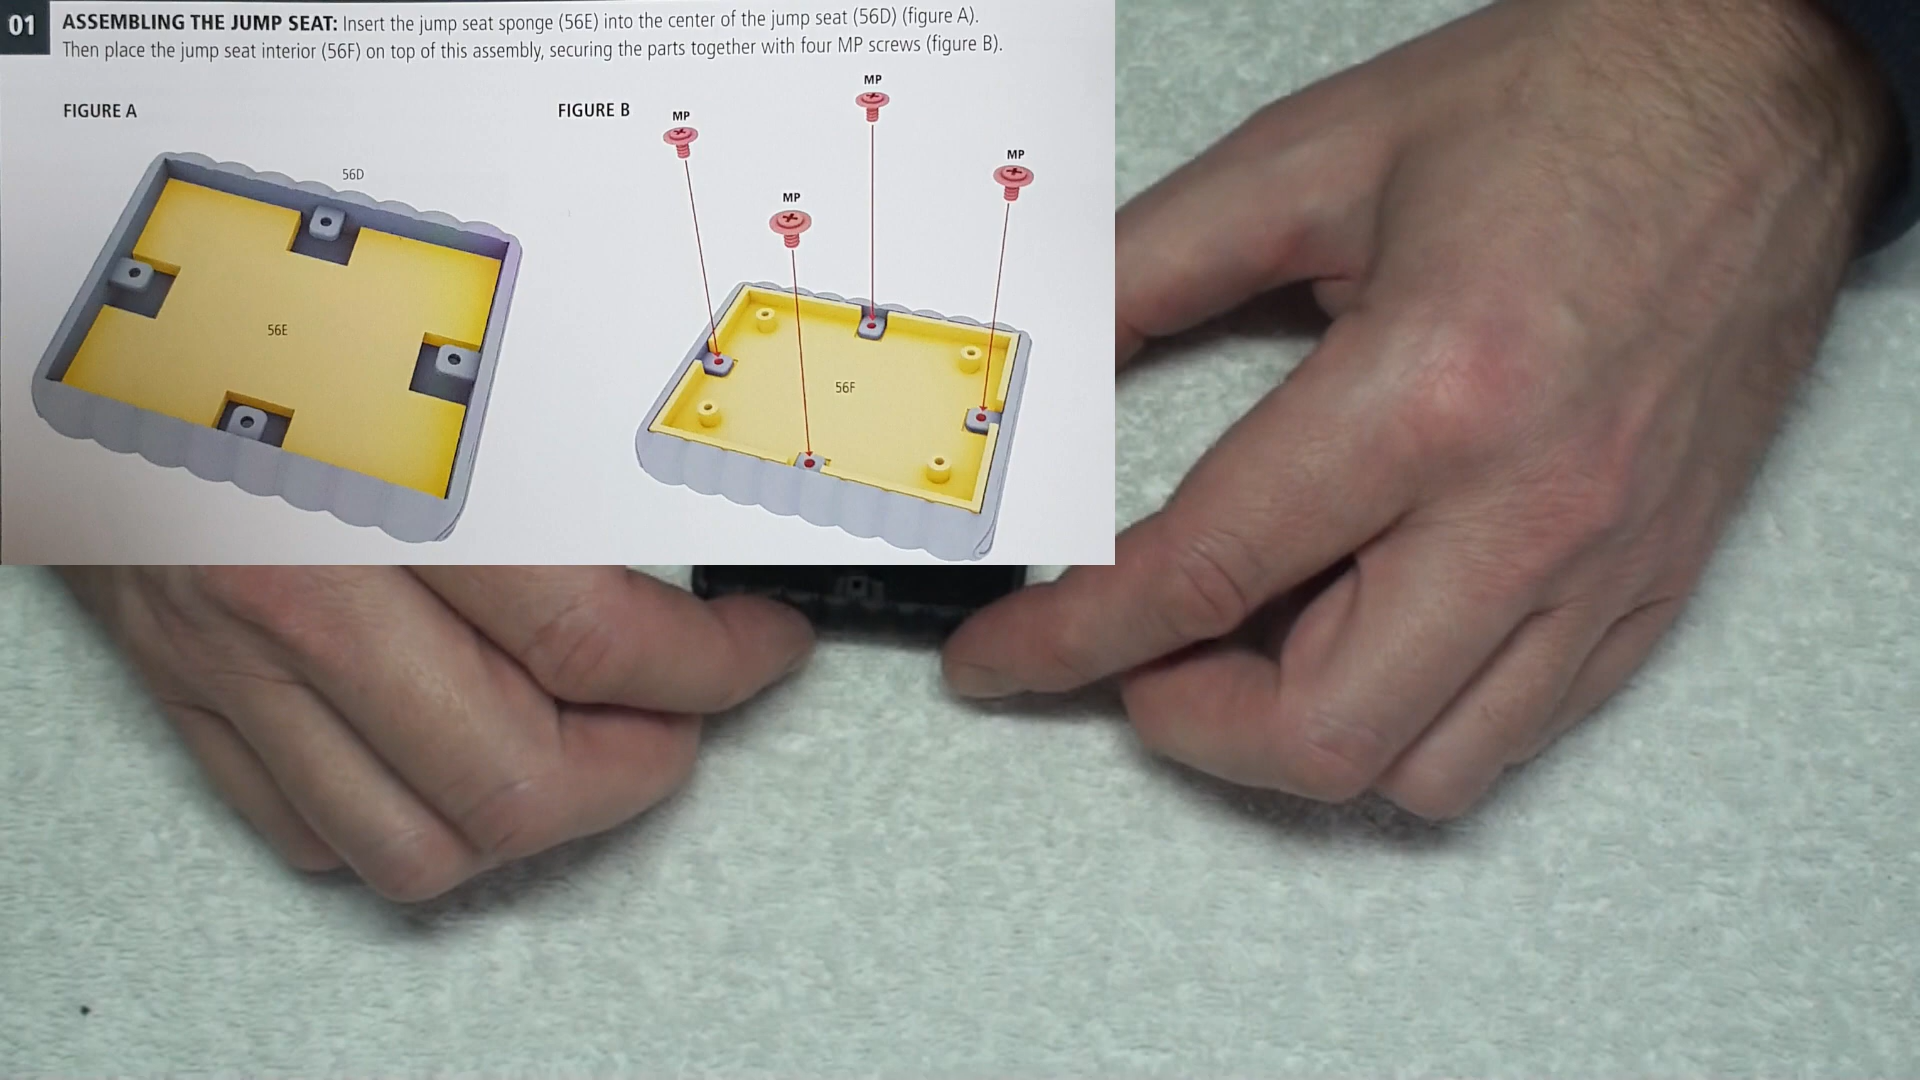 01 ASSEMBLING THE JUMP SEAT: Insert the jump seat sponge (56E) into the center of the jump seat (56D) (figure A).
Then place the jump seat interior (56F) on top of this assembly, securing the parts together with four MP screws (figure B).
FIGURE A
56D
56E
FIGURE B
MP
MP
MP
MP
56F